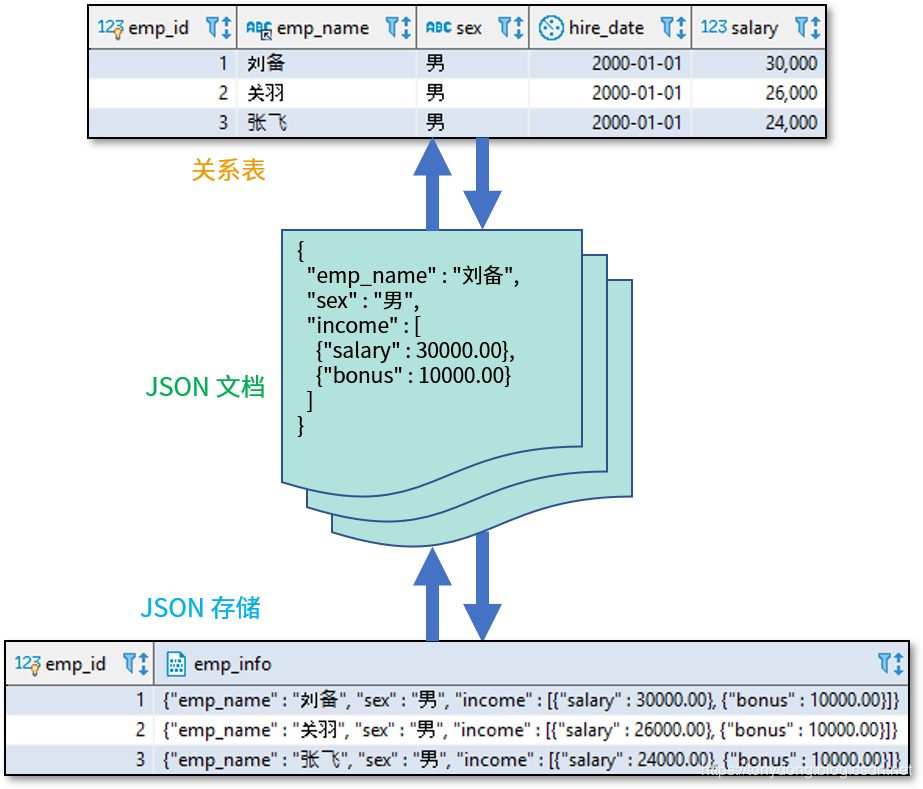 123 emp_id ABC emp_name ABC sex hire_date 123 salary
1 刘备 男 2000-01-01 30,000
2 关羽 男 2000-01-01 26,000
3 张飞 男 2000-01-01 24,000
关系表
{
"emp_name" : "刘备",
"sex" : "男",
"income" : [
{"salary" : 30000.00},
{"bonus" : 10000.00}
]
}
JSON 文档
JSON 存储
123 emp_id emp_info
1 {"emp_name" : "刘备", "sex" : "男", "income" : [{"salary" : 30000.00}, {"bonus" : 10000.00}]}
2 {"emp_name" : "关羽", "sex" : "男", "income" : [{"salary" : 26000.00}, {"bonus" : 10000.00}]}
3 {"emp_name" : "张飞", "sex" : "男", "income" : [{"salary" : 24000.00}, {"bonus" : 10000.00}]}
https://tonydong.blog.csdn.net